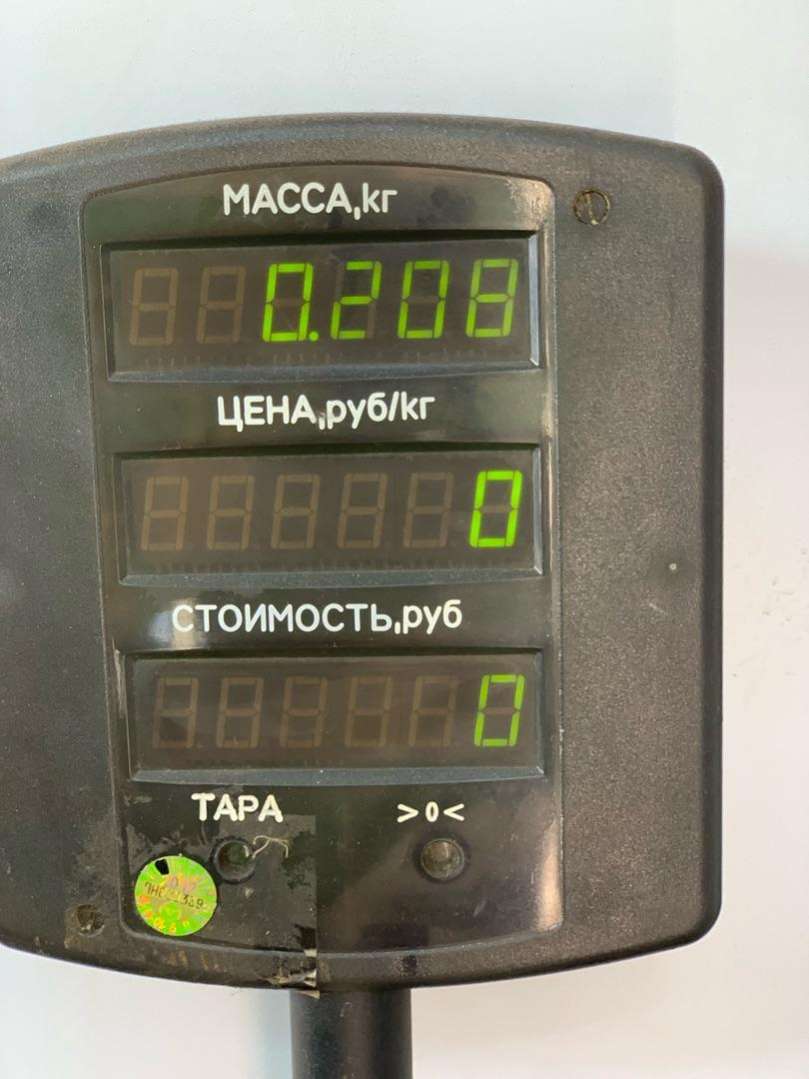 МАССА,кг
0.208
ЦЕНА,руб/кг
0
СТОИМОСТЬ,руб
0
ТАРА >0<